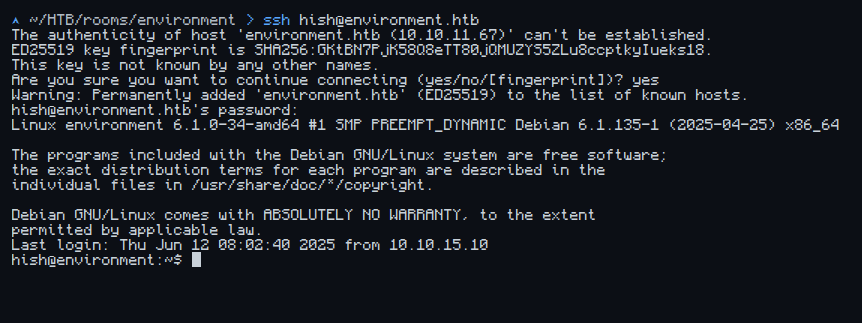 ^ ~/HTB/rooms/environment > ssh hish@environment.htb
The authenticity of host 'environment.htb (10.10.11.67)' can't be established.
ED25519 key fingerprint is SHA256:GKtBN7PjK58Q8eTT80jQMUZYS5ZLu8ccptkyIueks18.
This key is not known by any other names.
Are you sure you want to continue connecting (yes/no/[fingerprint])? yes
Warning: Permanently added 'environment.htb' (ED25519) to the list of known hosts.
hish@environment.htb's password:
Linux environment 6.1.0-34-amd64 #1 SMP PREEMPT_DYNAMIC Debian 6.1.135-1 (2025-04-25) x86_64
The programs included with the Debian GNU/Linux system are free software;
the exact distribution terms for each program are described in the
individual files in /usr/share/doc/*/copyright.
Debian GNU/Linux comes with ABSOLUTELY NO WARRANTY, to the extent
permitted by applicable law.
Last login: Thu Jun 12 08:02:40 2025 from 10.10.15.10
hish@environment:~$